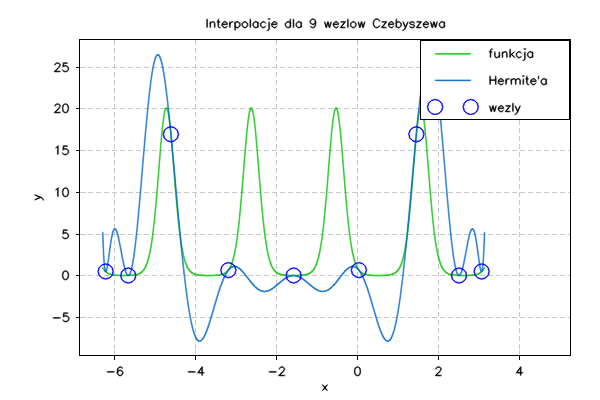 Interpolacje dla 9 wezlow Czebyszewa
funkcja
Hermite'a
wezly
25
20
15
10
5
0
−5
y
−6 −4 −2 0 2 4
x